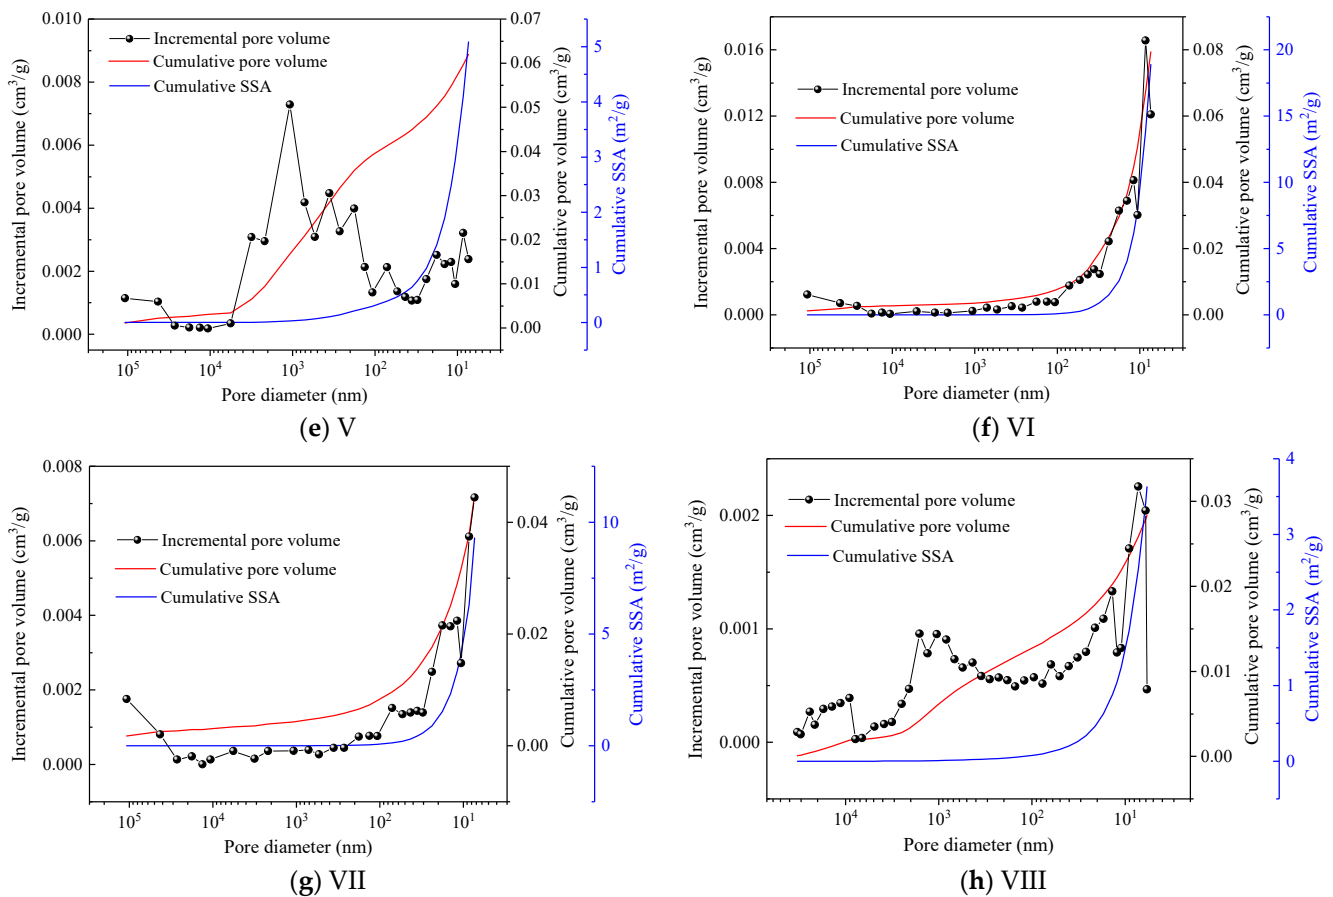 Incremental pore volume (cm³/g)
0.010
0.008
0.006
0.004
0.002
0.000
Incremental pore volume
Cumulative pore volume
Cumulative SSA
0.07
0.06
0.05
0.04
0.03
0.02
0.01
0.00
Cumulative pore volume (cm³/g)
5
4
3
2
1
0
Cumulative SSA (m²/g)
10⁵ 10⁴ 10³ 10² 10¹
Pore diameter (nm)
(e) V
Incremental pore volume (cm³/g)
0.016
0.012
0.008
0.004
0.000
Incremental pore volume
Cumulative pore volume
Cumulative SSA
0.08
0.06
0.04
0.02
0.00
Cumulative pore volume (cm³/g)
20
15
10
5
0
Cumulative SSA (m²/g)
10⁵ 10⁴ 10³ 10² 10¹
Pore diameter (nm)
(f) VI
Incremental pore volume (cm³/g)
0.008
0.006
0.004
0.002
0.000
Incremental pore volume
Cumulative pore volume
Cumulative SSA
0.04
0.02
0.00
Cumulative pore volume (cm³/g)
10
5
0
Cumulative SSA (m²/g)
10⁵ 10⁴ 10³ 10² 10¹
Pore diameter (nm)
(g) VII
Incremental pore volume (cm³/g)
0.002
0.001
0.000
Incremental pore volume
Cumulative pore volume
Cumulative SSA
0.03
0.02
0.01
0.00
Cumulative pore volume (cm³/g)
4
3
2
1
0
Cumulative SSA (m²/g)
10⁴ 10³ 10² 10¹
Pore diameter (nm)
(h) VIII